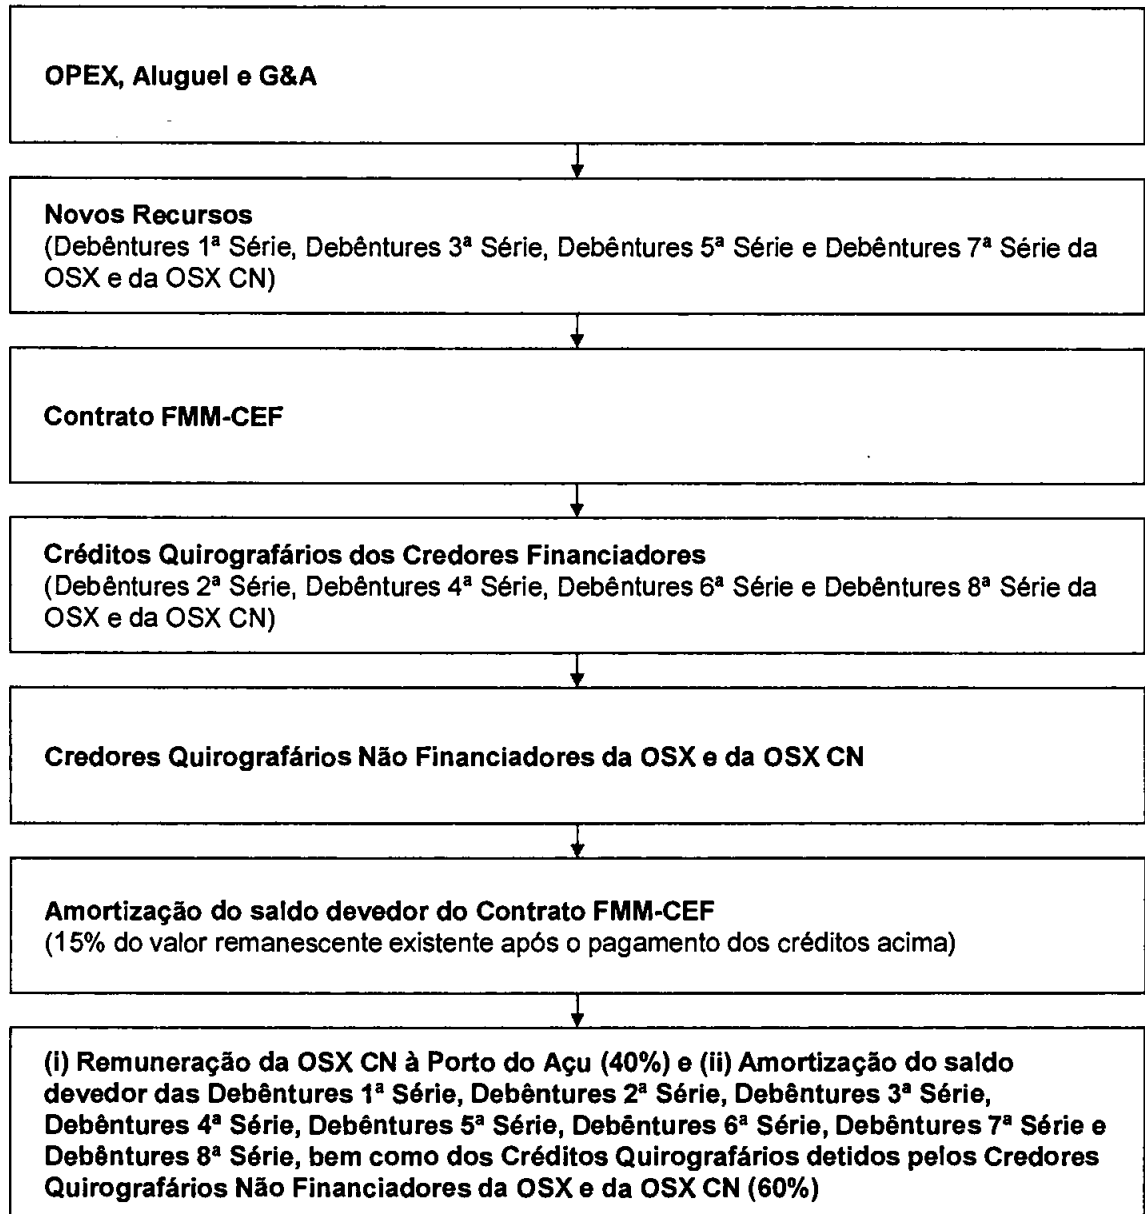 OPEX, Aluguel e G&A
Novos Recursos
(Debêntures 1ª Série, Debêntures 3ª Série, Debêntures 5ª Série e Debêntures 7ª Série da
OSX e da OSX CN)
Contrato FMM-CEF
Créditos Quirografários dos Credores Financiadores
(Debêntures 2ª Série, Debêntures 4ª Série, Debêntures 6ª Série e Debêntures 8ª Série da
OSX e da OSX CN)
Credores Quirografários Não Financiadores da OSX e da OSX CN
Amortização do saldo devedor do Contrato FMM-CEF
(15% do valor remanescente existente após o pagamento dos créditos acima)
(i) Remuneração da OSX CN à Porto do Açu (40%) e (ii) Amortização do saldo
devedor das Debêntures 1ª Série, Debêntures 2ª Série, Debêntures 3ª Série,
Debêntures 4ª Série, Debêntures 5ª Série, Debêntures 6ª Série, Debêntures 7ª Série e
Debêntures 8ª Série, bem como dos Créditos Quirografários detidos pelos Credores
Quirografários Não Financiadores da OSX e da OSX CN (60%)